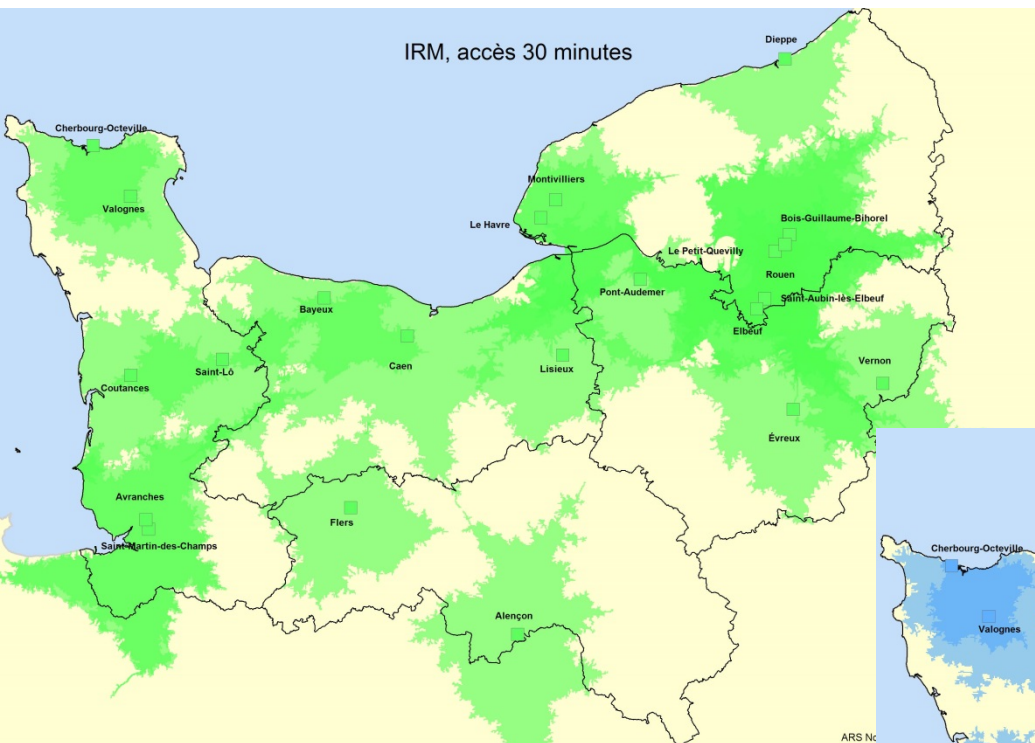 IRM, accès 30 minutes
Dieppe
Cherbourg-Octeville
Valognes
Montivilliers
Le Havre
Bois-Guillaume-Bihorel
Le Petit-Quevilly
Rouen
Pont-Audemer
Saint-Aubin-lès-Elbeuf
Elbeuf
Bayeux
Caen
Lisieux
Saint-Lô
Coutances
Vernon
Évreux
Avranches
Saint-Martin-des-Champs
Flers
Alençon
Cherbourg-Octeville
Valognes
ARS